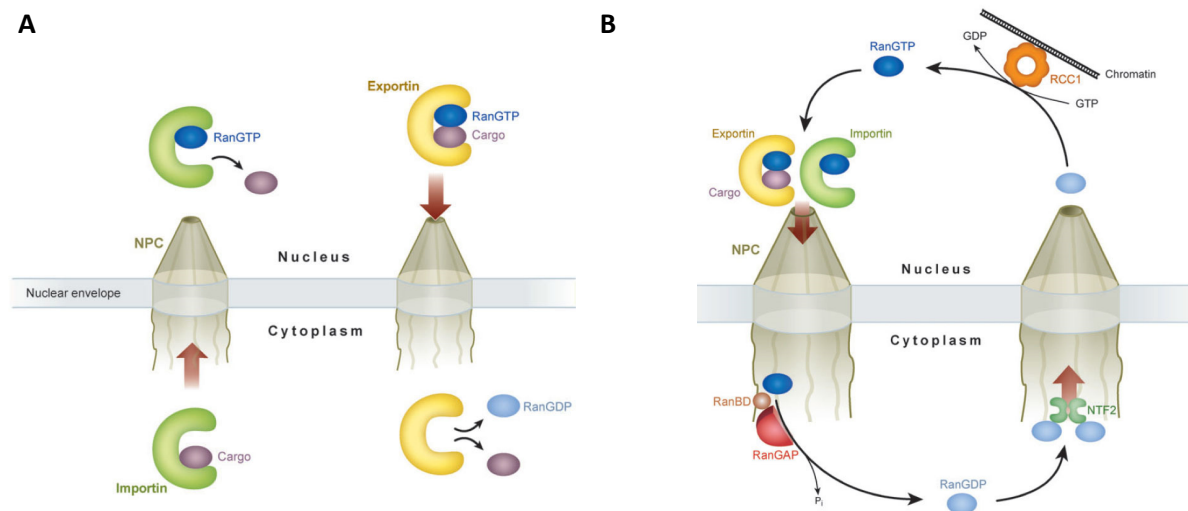 A
Exportin
RanGTP
Cargo
RanGTP
NPC
Nucleus
Nuclear envelope
Cytoplasm
Cargo
Importin
RanGDP
B
GDP
RanGTP
RCC1
Chromatin
GTP
Exportin
Importin
Cargo
NPC
Nucleus
Cytoplasm
RanBD
RanGAP
Pi
NTF2
RanGDP